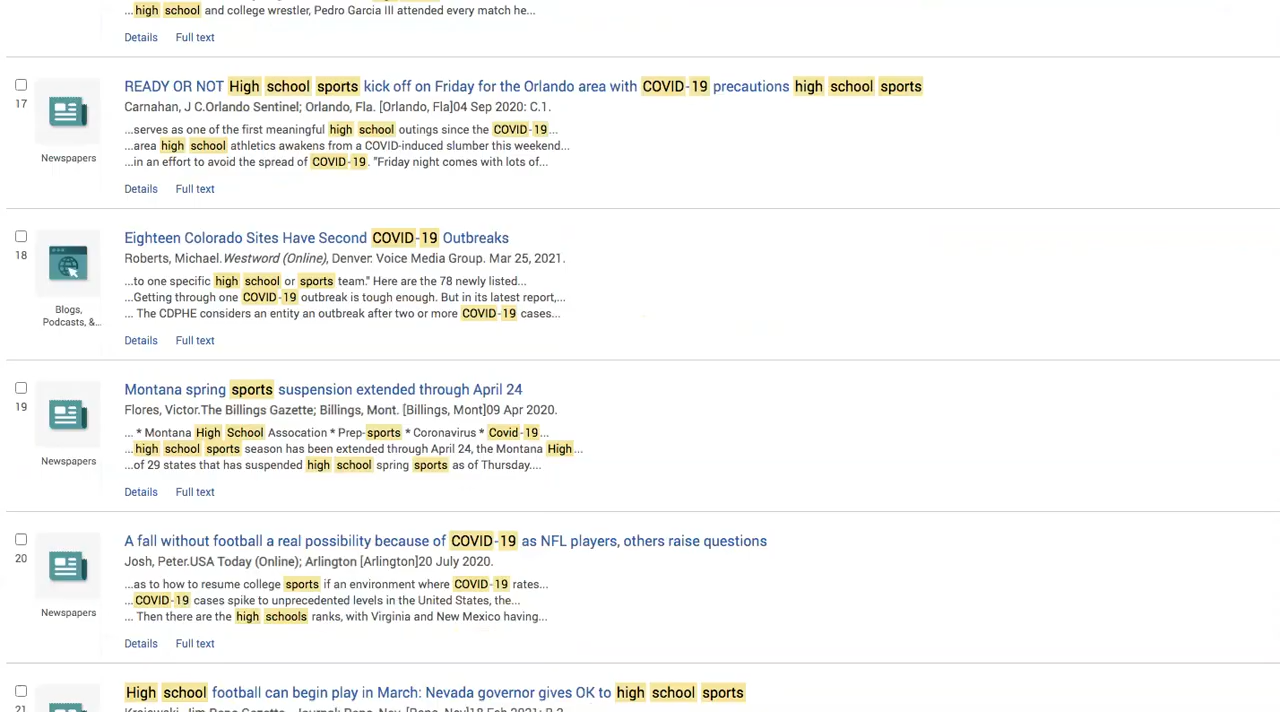 ...high school and college wrestler, Pedro Garcia III attended every match he...
Details Full text
17
READY OR NOT High school sports kick off on Friday for the Orlando area with COVID-19 precautions high school sports
Carnahan, J C.Orlando Sentinel; Orlando, Fla. [Orlando, Fla]04 Sep 2020: C.1.
...serves as one of the first meaningful high school outings since the COVID-19...
...area high school athletics awakens from a COVID-induced slumber this weekend...
...in an effort to avoid the spread of COVID-19. "Friday night comes with lots of...
Newspapers
Details Full text
18
Eighteen Colorado Sites Have Second COVID-19 Outbreaks
Roberts, Michael.Westword (Online), Denver: Voice Media Group. Mar 25, 2021.
...to one specific high school or sports team." Here are the 78 newly listed...
...Getting through one COVID-19 outbreak is tough enough. But in its latest report,...
... The CDPHE considers an entity an outbreak after two or more COVID-19 cases...
Blogs,
Podcasts, &...
Details Full text
19
Montana spring sports suspension extended through April 24
Flores, Victor.The Billings Gazette; Billings, Mont. [Billings, Mont]09 Apr 2020.
... * Montana High School Assocation * Prep-sports * Coronavirus * Covid-19...
...high school sports season has been extended through April 24, the Montana High...
...of 29 states that has suspended high school spring sports as of Thursday....
Newspapers
Details Full text
20
A fall without football a real possibility because of COVID-19 as NFL players, others raise questions
Josh, Peter.USA Today (Online); Arlington [Arlington]20 July 2020.
...as to how to resume college sports if an environment where COVID-19 rates...
...COVID-19 cases spike to unprecedented levels in the United States, the...
... Then there are the high schools ranks, with Virginia and New Mexico having...
Newspapers
Details Full text
21
High school football can begin play in March: Nevada governor gives OK to high school sports